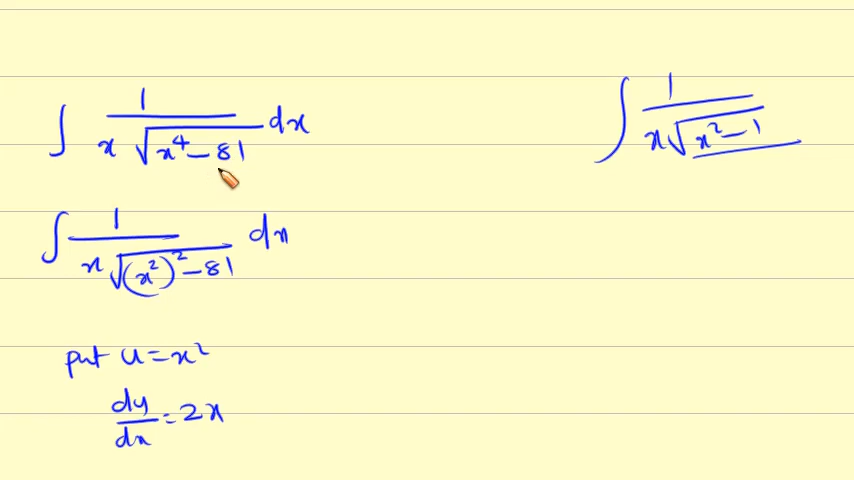 ∫ 1/(x√(x⁴−81)) dx
∫ 1/(x√(x²−1))
∫ 1/(x√((x²)²−81)) dx
put u=x²
du/dx=2x